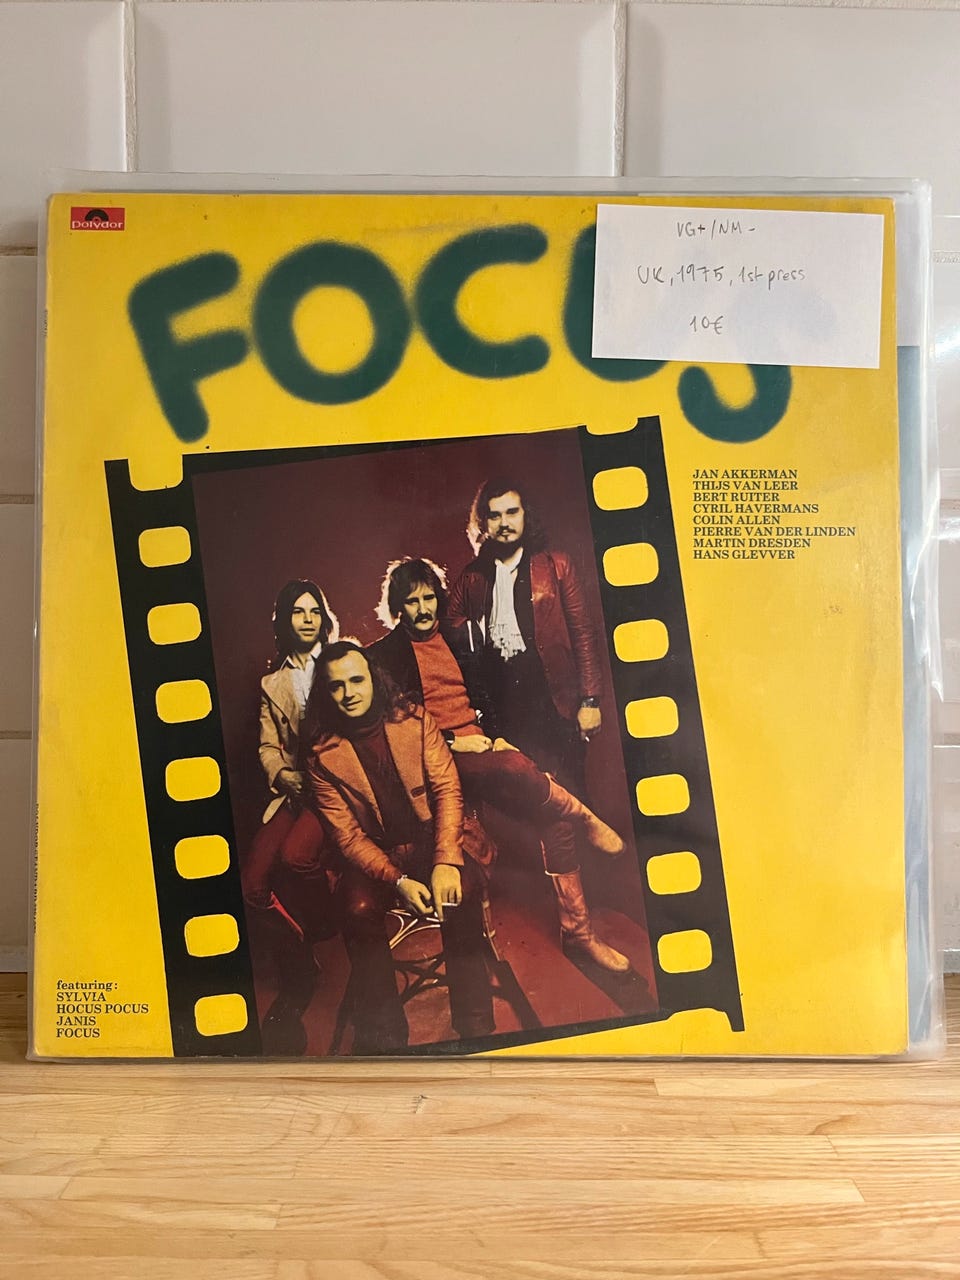 polydor
FOCUS
VG+/NM-
UK, 1975, 1st press
10€
JAN AKKERMAN
THIJS VAN LEER
BERT RUITER
CYRIL HAVERMANS
COLIN ALLEN
PIERRE VAN DER LINDEN
MARTIN DRESDEN
HANS GLEVVER
featuring:
SYLVIA
HOCUS POCUS
JANIS
FOCUS